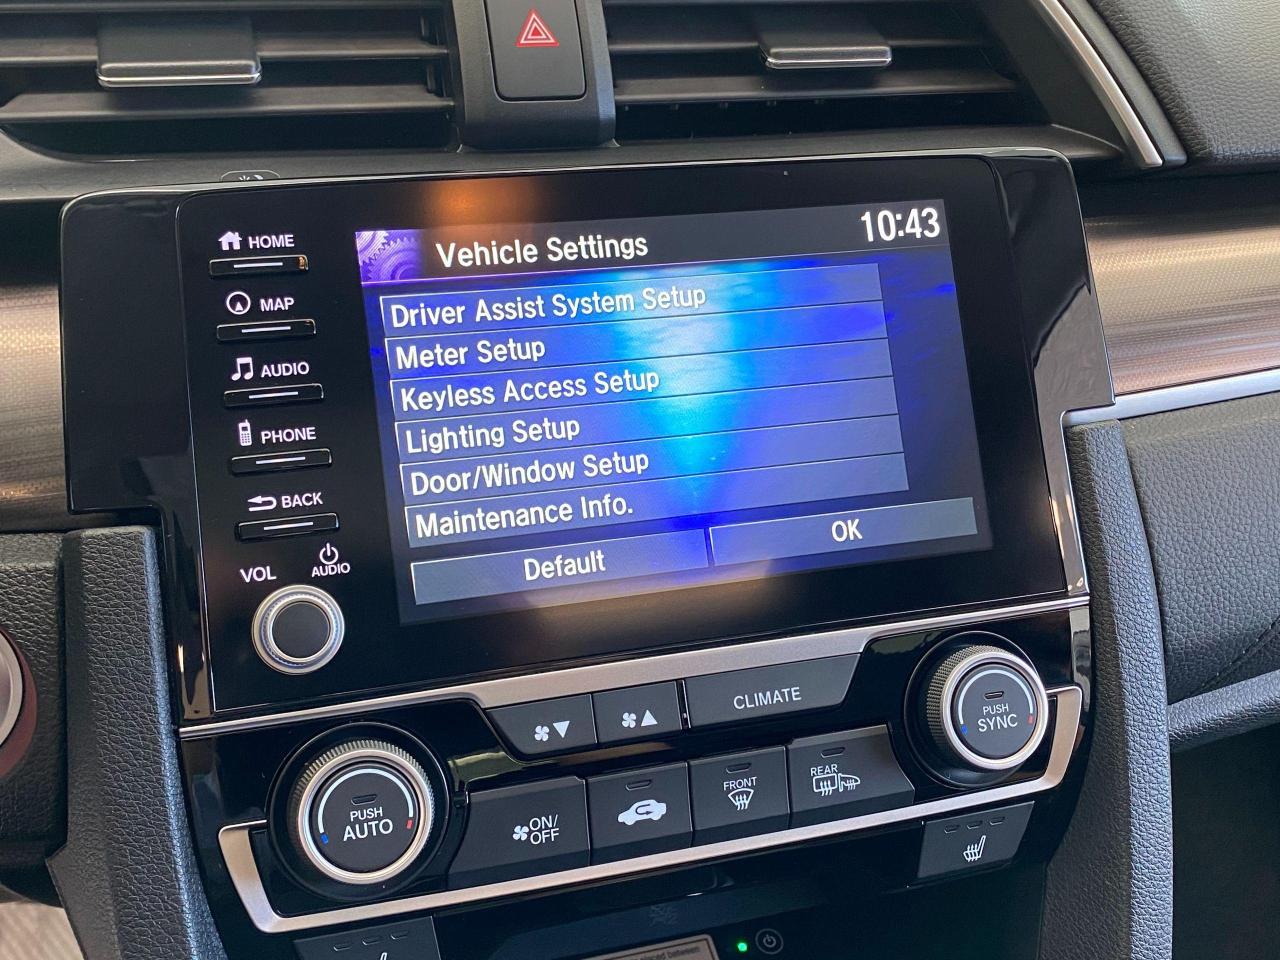 HOME
MAP
AUDIO
PHONE
BACK
VOL
AUDIO
Vehicle Settings
10:43
Driver Assist System Setup
Meter Setup
Keyless Access Setup
Lighting Setup
Door/Window Setup
Maintenance Info.
Default
OK
CLIMATE
PUSH
AUTO
ON/
OFF
FRONT
REAR
PUSH
SYNC
placed between